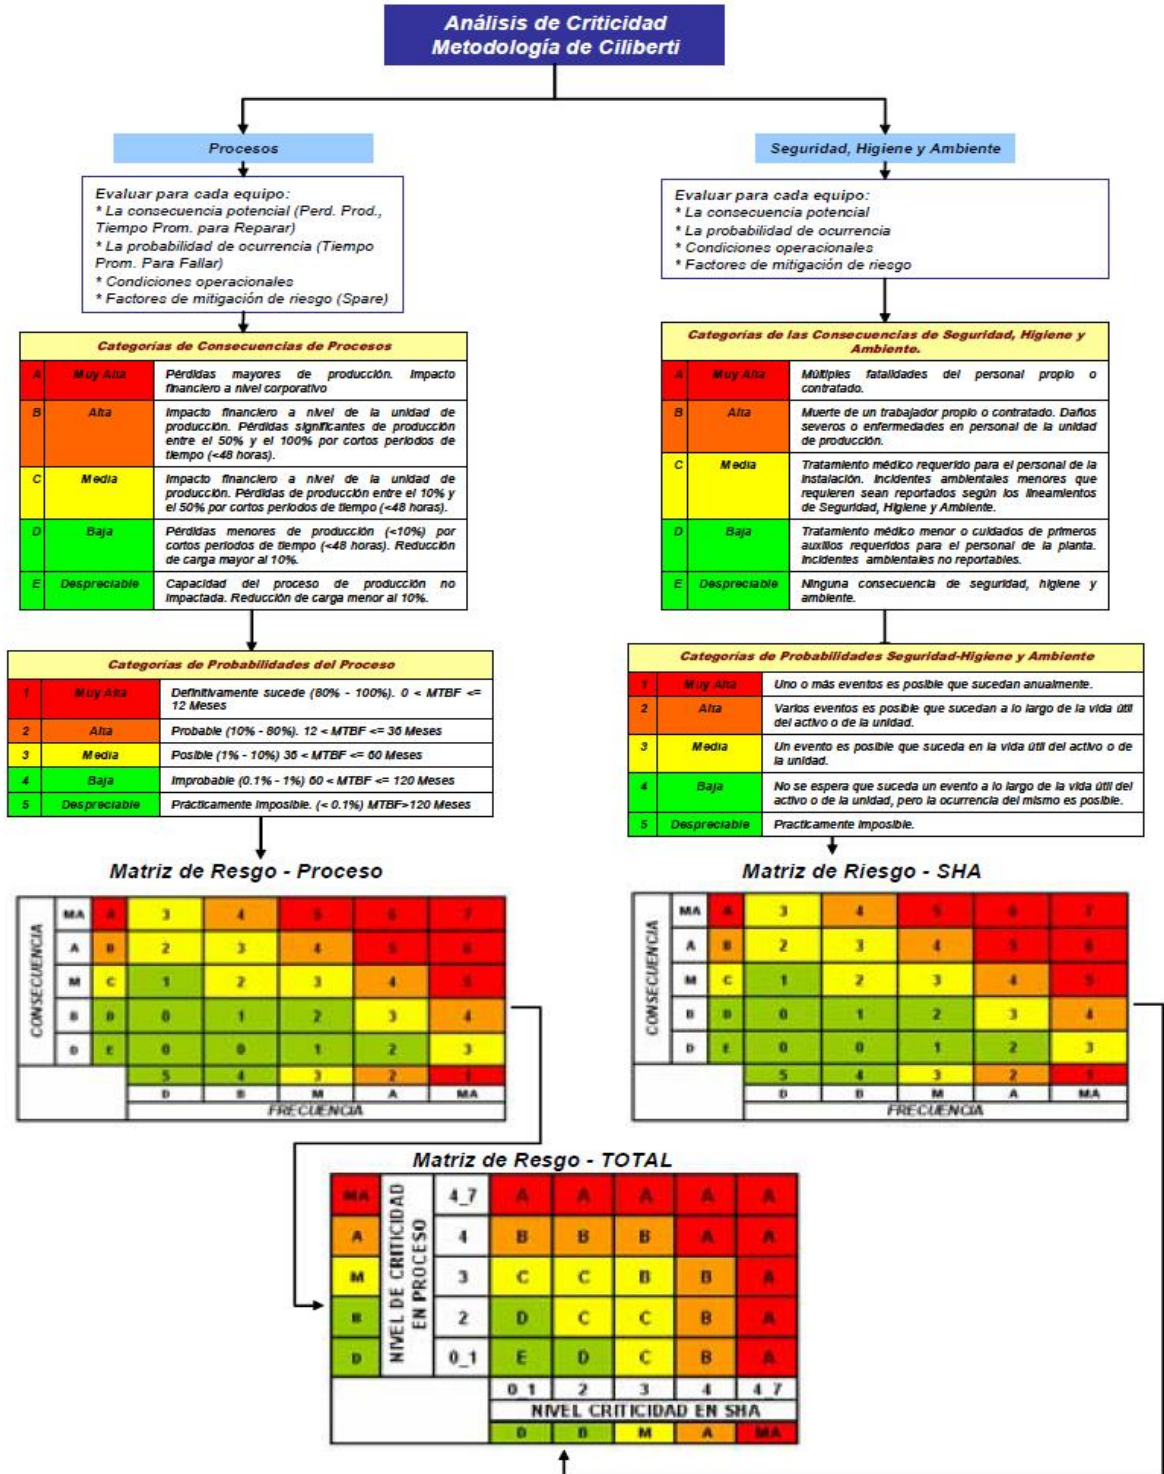 Análisis de Criticidad
Metodología de Ciliberti
Procesos
Evaluar para cada equipo:
* La consecuencia potencial (Perd. Prod.,
Tiempo Prom. para Reparar)
* La probabilidad de ocurrencia (Tiempo
Prom. Para Fallar)
* Condiciones operacionales
* Factores de mitigación de riesgo (Spare)
Categorías de Consecuencias de Procesos
A Muy Alta Pérdidas mayores de producción. Impacto
financiero a nivel corporativo
B Alta Impacto financiero a nivel de la unidad de
producción. Pérdidas significantes de producción
entre el 50% y el 100% por cortos periodos de
tiempo (<48 horas).
C Media Impacto financiero a nivel de la unidad de
producción. Pérdidas de producción entre el 10% y
el 50% por cortos periodos de tiempo (<48 horas).
D Baja Pérdidas menores de producción (<10%) por
cortos periodos de tiempo (<48 horas). Reducción
de carga mayor al 10%.
E Despreciable Capacidad del proceso de producción no
impactada. Reducción de carga menor al 10%.
Categorías de Probabilidades del Proceso
1 Muy Alta Definitivamente sucede (80% - 100%). 0 < MTBF <=
12 Meses
2 Alta Probable (10% - 80%). 12 < MTBF <= 36 Meses
3 Media Posible (1% - 10%) 36 < MTBF <= 60 Meses
4 Baja Improbable (0.1% - 1%) 60 < MTBF <= 120 Meses
5 Despreciable Prácticamente Imposible. (< 0.1%) MTBF>120 Meses
Matriz de Resgo - Proceso
CONSECUENCIA
MA A 3 4 5 6 7
A B 2 3 4 5 6
M C 1 2 3 4 5
B D 0 1 2 3 4
D E 0 0 1 2 3
5 4 3 2 1
D B M A MA
FRECUENCIA
Seguridad, Higiene y Ambiente
Evaluar para cada equipo:
* La consecuencia potencial
* La probabilidad de ocurrencia
* Condiciones operacionales
* Factores de mitigación de riesgo
Categorías de las Consecuencias de Seguridad, Higiene y
Ambiente.
A Muy Alta Múltiples fatalidades del personal propio o
contratado.
B Alta Muerte de un trabajador propio o contratado. Daños
severos o enfermedades en personal de la unidad
de producción.
C Media Tratamiento médico requerido para el personal de la
instalación. Incidentes ambientales menores que
requieren sean reportados según los lineamientos
de Seguridad, Higiene y Ambiente.
D Baja Tratamiento médico menor o cuidados de primeros
auxilios requeridos para el personal de la planta.
Incidentes ambientales no reportables.
E Despreciable Ninguna consecuencia de seguridad, higiene y
ambiente.
Categorías de Probabilidades Seguridad-Higiene y Ambiente
1 Muy Alta Uno o más eventos es posible que sucedan anualmente.
2 Alta Varios eventos es posible que sucedan a lo largo de la vida útil
del activo o de la unidad.
3 Media Un evento es posible que suceda en la vida útil del activo o de
la unidad.
4 Baja No se espera que suceda un evento a lo largo de la vida útil del
activo o de la unidad, pero la ocurrencia del mismo es posible.
5 Despreciable Practicamente Imposible.
Matriz de Riesgo - SHA
CONSECUENCIA
MA A 3 4 5 6 7
A B 2 3 4 5 6
M C 1 2 3 4 5
B D 0 1 2 3 4
D E 0 0 1 2 3
5 4 3 2 1
D B M A MA
FRECUENCIA
Matriz de Resgo - TOTAL
NIVEL DE CRITICIDAD
EN PROCESO
MA 4_7 A A A A A
A 4 B B B A A
M 3 C C B B A
B 2 D C C B A
D 0_1 E D C B A
0_1 2 3 4 4_7
NIVEL CRITICIDAD EN SHA
D B M A MA